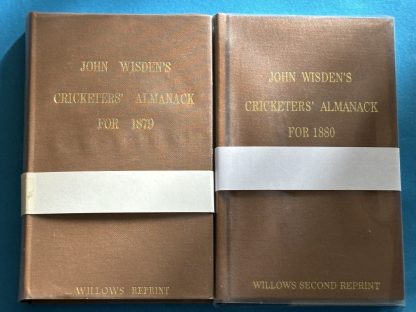 JOHN WISDEN'S
CRICKETERS' ALMANACK
FOR 1879
WILLOWS REPRINT
JOHN WISDEN'S
CRICKETERS' ALMANACK
FOR 1880
WILLOWS SECOND REPRINT